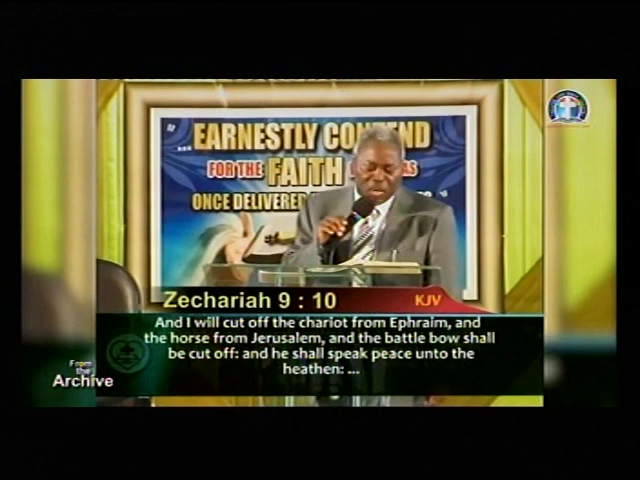 "
...EARNESTLY CONTEND
FOR THE FAITH AS
ONCE DELIVERED
"
Zechariah 9 : 10
KJV
And I will cut off the chariot from Ephraim, and
the horse from Jerusalem, and the battle bow shall
be cut off: and he shall speak peace unto the
heathen: ...
From
the
Archive